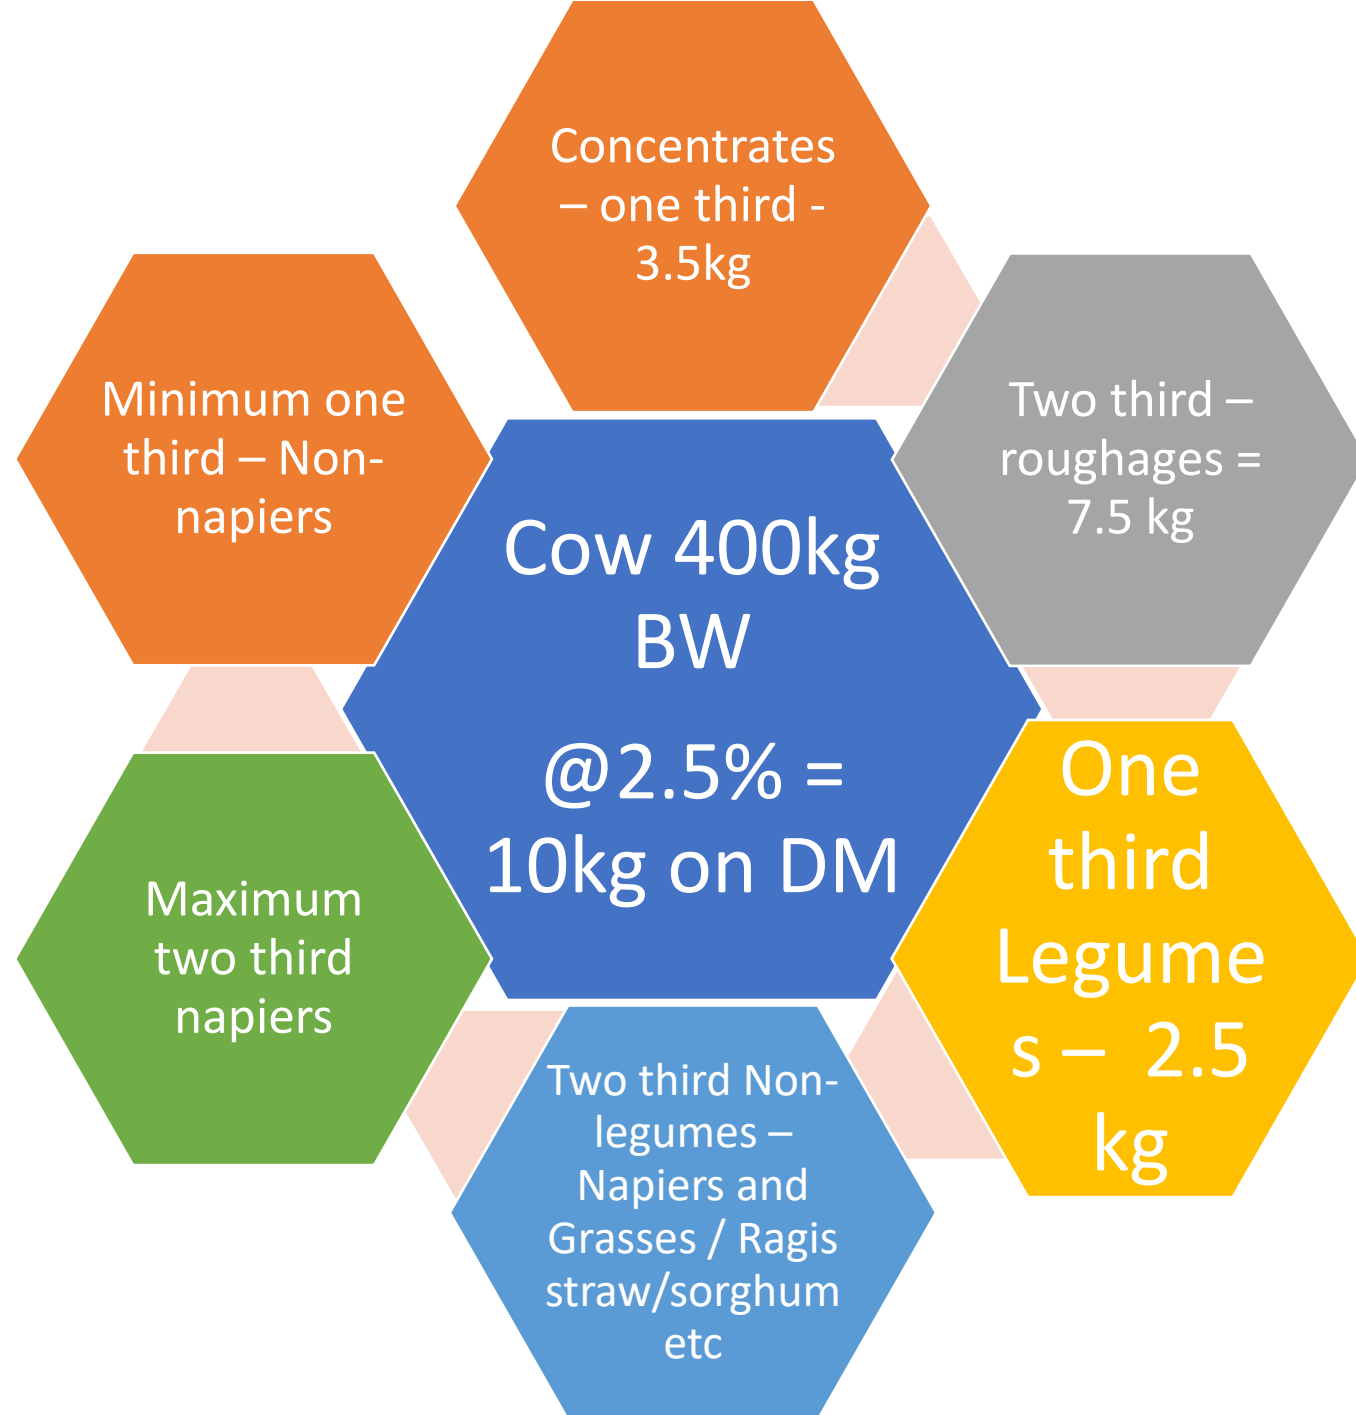 Concentrates
– one third -
3.5kg
Two third –
roughages =
7.5 kg
One
third
Legume
s –  2.5
kg
Two third Non-
legumes –
Napiers and
Grasses / Ragis
straw/sorghum
etc
Maximum
two third
napiers
Minimum one
third – Non-
napiers
Cow 400kg
BW
@2.5% =
10kg on DM